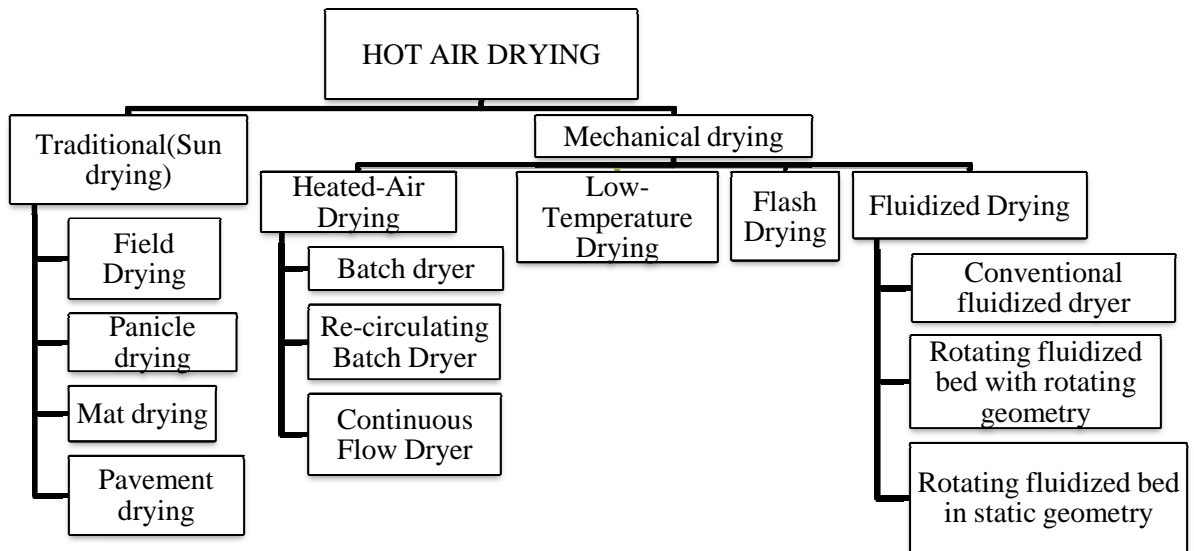 HOT AIR DRYING
Traditional(Sun
drying)
Mechanical drying
Field
Drying
Panicle
drying
Mat drying
Pavement
drying
Heated-Air
Drying
Batch dryer
Re-circulating
Batch Dryer
Continuous
Flow Dryer
Low-
Temperature
Drying
Flash
Drying
Fluidized Drying
Conventional
fluidized dryer
Rotating fluidized
bed with rotating
geometry
Rotating fluidized bed
in static geometry